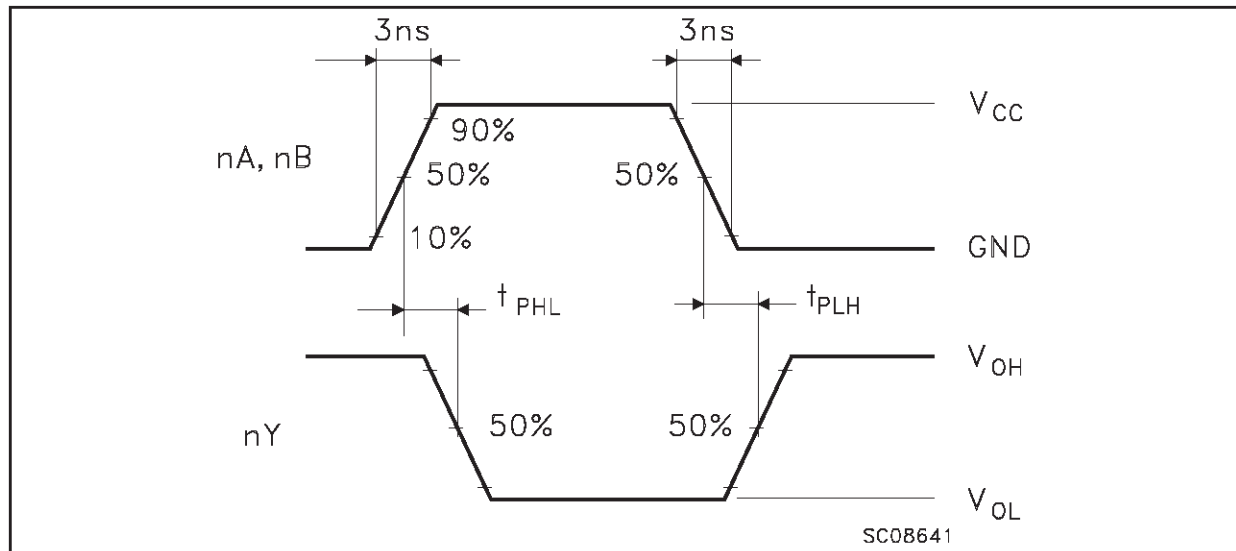 3ns 3ns
V_CC
90%
nA, nB 50% 50%
10% GND
t_PHL t_PLH
V_OH
nY 50% 50%
V_OL
SC08641